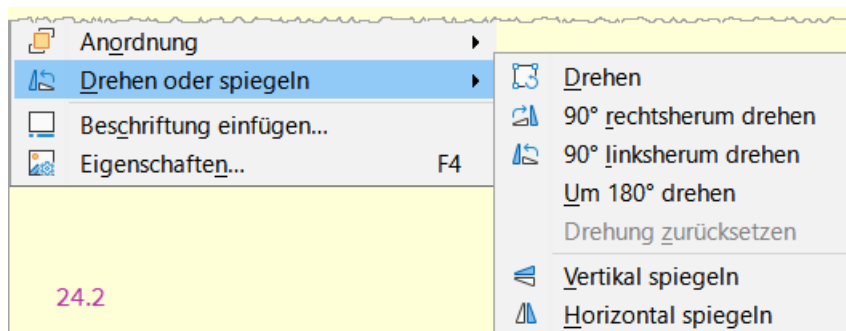 Anordnung
Drehen oder spiegeln
Beschriftung einfügen...
Eigenschaften... F4
Drehen
90° rechtsherum drehen
90° linksherum drehen
Um 180° drehen
Drehung zurücksetzen
Vertikal spiegeln
Horizontal spiegeln
24.2